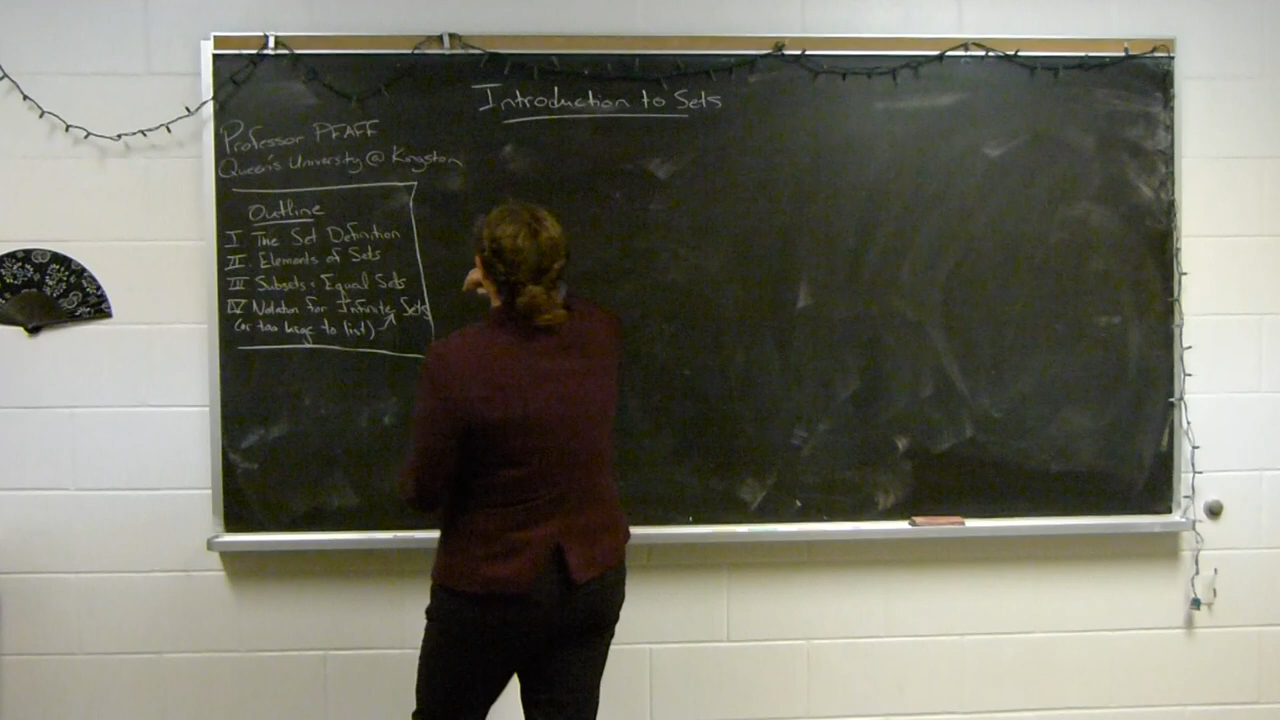 Introduction to Sets
Professor PFAFF
Queen's University @ Kingston
Outline
I The Set Definition
II. Elements of Sets
III Subsets + Equal Sets
IV Notation for Infinite Sets
(or too large to list)